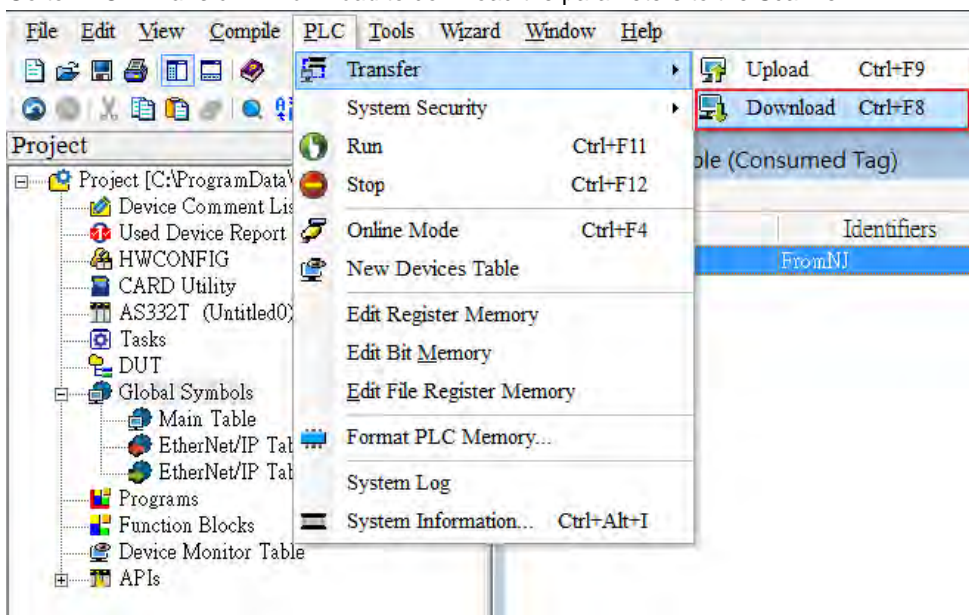 File Edit View Compile PLC Tools Wizard Window Help
Transfer
Upload Ctrl+F9
System Security
Download Ctrl+F8
Project
Run Ctrl+F11
ble (Consumed Tag)
Project [C:\ProgramData\
Stop Ctrl+F12
Device Comment Lis
Used Device Report
Online Mode Ctrl+F4
Identifiers
HWCONFIG
New Devices Table
FromNJ
CARD Utility
AS332T (Untitled0)
Edit Register Memory
Tasks
Edit Bit Memory
DUT
Global Symbols
Edit File Register Memory
Main Table
EtherNet/IP Tab
Format PLC Memory...
EtherNet/IP Tab
System Log
Programs
System Information... Ctrl+Alt+I
Function Blocks
Device Monitor Table
APIs